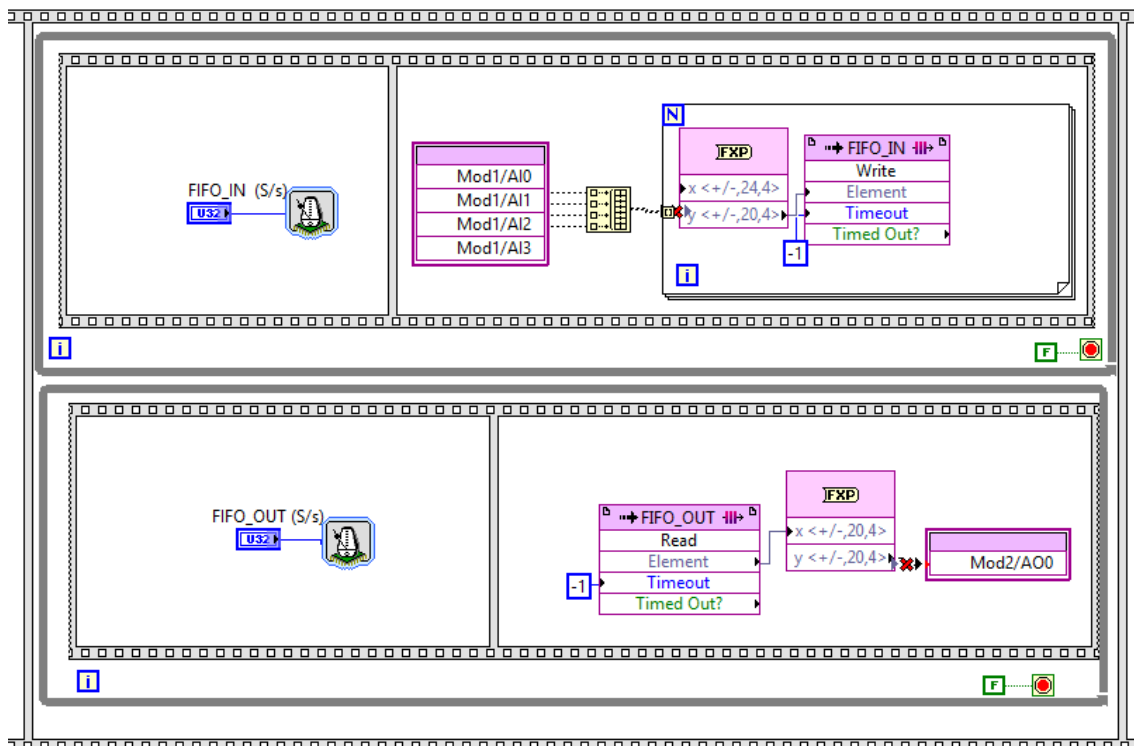 N
FXP
x <+/-,24,4>
y <+/-,20,4>
FIFO_IN
Write
Element
Timeout
Timed Out?
-1
i
Mod1/AI0
Mod1/AI1
Mod1/AI2
Mod1/AI3
FIFO_IN (S/s)
U32
i
F
FIFO_OUT (S/s)
U32
FIFO_OUT
Read
Element
Timeout
Timed Out?
-1
FXP
x <+/-,20,4>
y <+/-,20,4>
Mod2/AO0
i
F